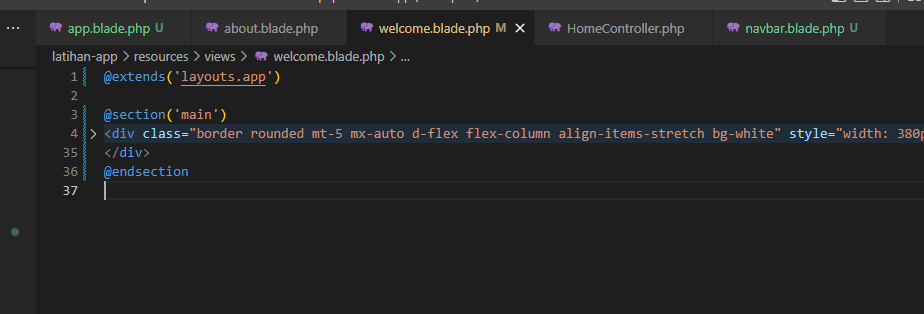 app.blade.php U about.blade.php welcome.blade.php M HomeController.php navbar.blade.php U
latihan-app > resources > views > welcome.blade.php > ...
1 @extends('layouts.app')
2
3 @section('main')
4 <div class="border rounded mt-5 mx-auto d-flex flex-column align-items-stretch bg-white" style="width: 380p
35 </div>
36 @endsection
37